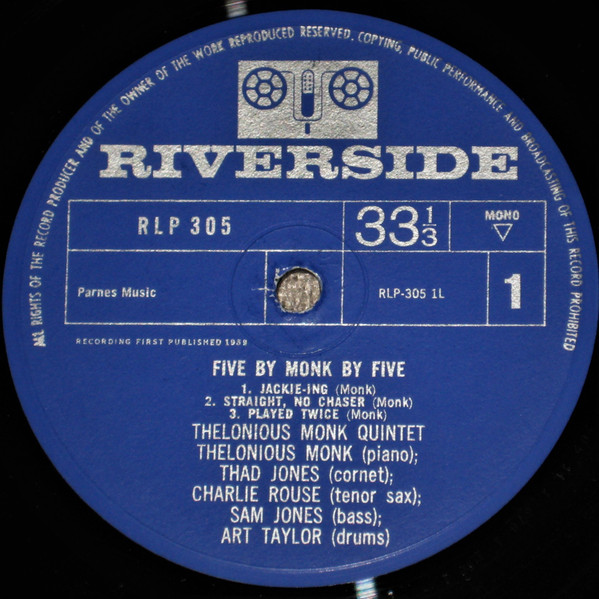 ALL RIGHTS OF THE RECORD PRODUCER AND OF THE OWNER OF THE WORK REPRODUCED RESERVED. COPYING, PUBLIC PERFORMANCE AND BROADCASTING OF THIS RECORD PROHIBITED
RIVERSIDE
RLP 305
33 1/3
MONO
Parnes Music
RLP-305 1L
1
RECORDING FIRST PUBLISHED 1959
FIVE BY MONK BY FIVE
1. JACKIE-ING (Monk)
2. STRAIGHT, NO CHASER (Monk)
3. PLAYED TWICE (Monk)
THELONIOUS MONK QUINTET
THELONIOUS MONK (piano);
THAD JONES (cornet);
CHARLIE ROUSE (tenor sax);
SAM JONES (bass);
ART TAYLOR (drums)